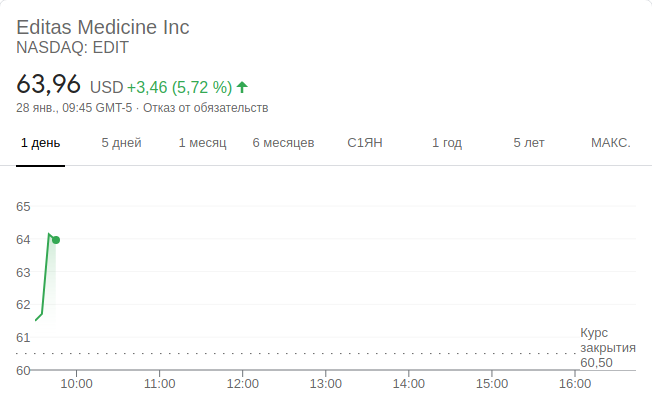 Editas Medicine Inc
NASDAQ: EDIT
63,96 USD +3,46 (5,72 %)
28 янв., 09:45 GMT-5 · Отказ от обязательств
1 день 5 дней 1 месяц 6 месяцев С1ЯН 1 год 5 лет МАКС.
65
64
63
62
61
60
Курс
закрытия
60,50
10:00 11:00 12:00 13:00 14:00 15:00 16:00